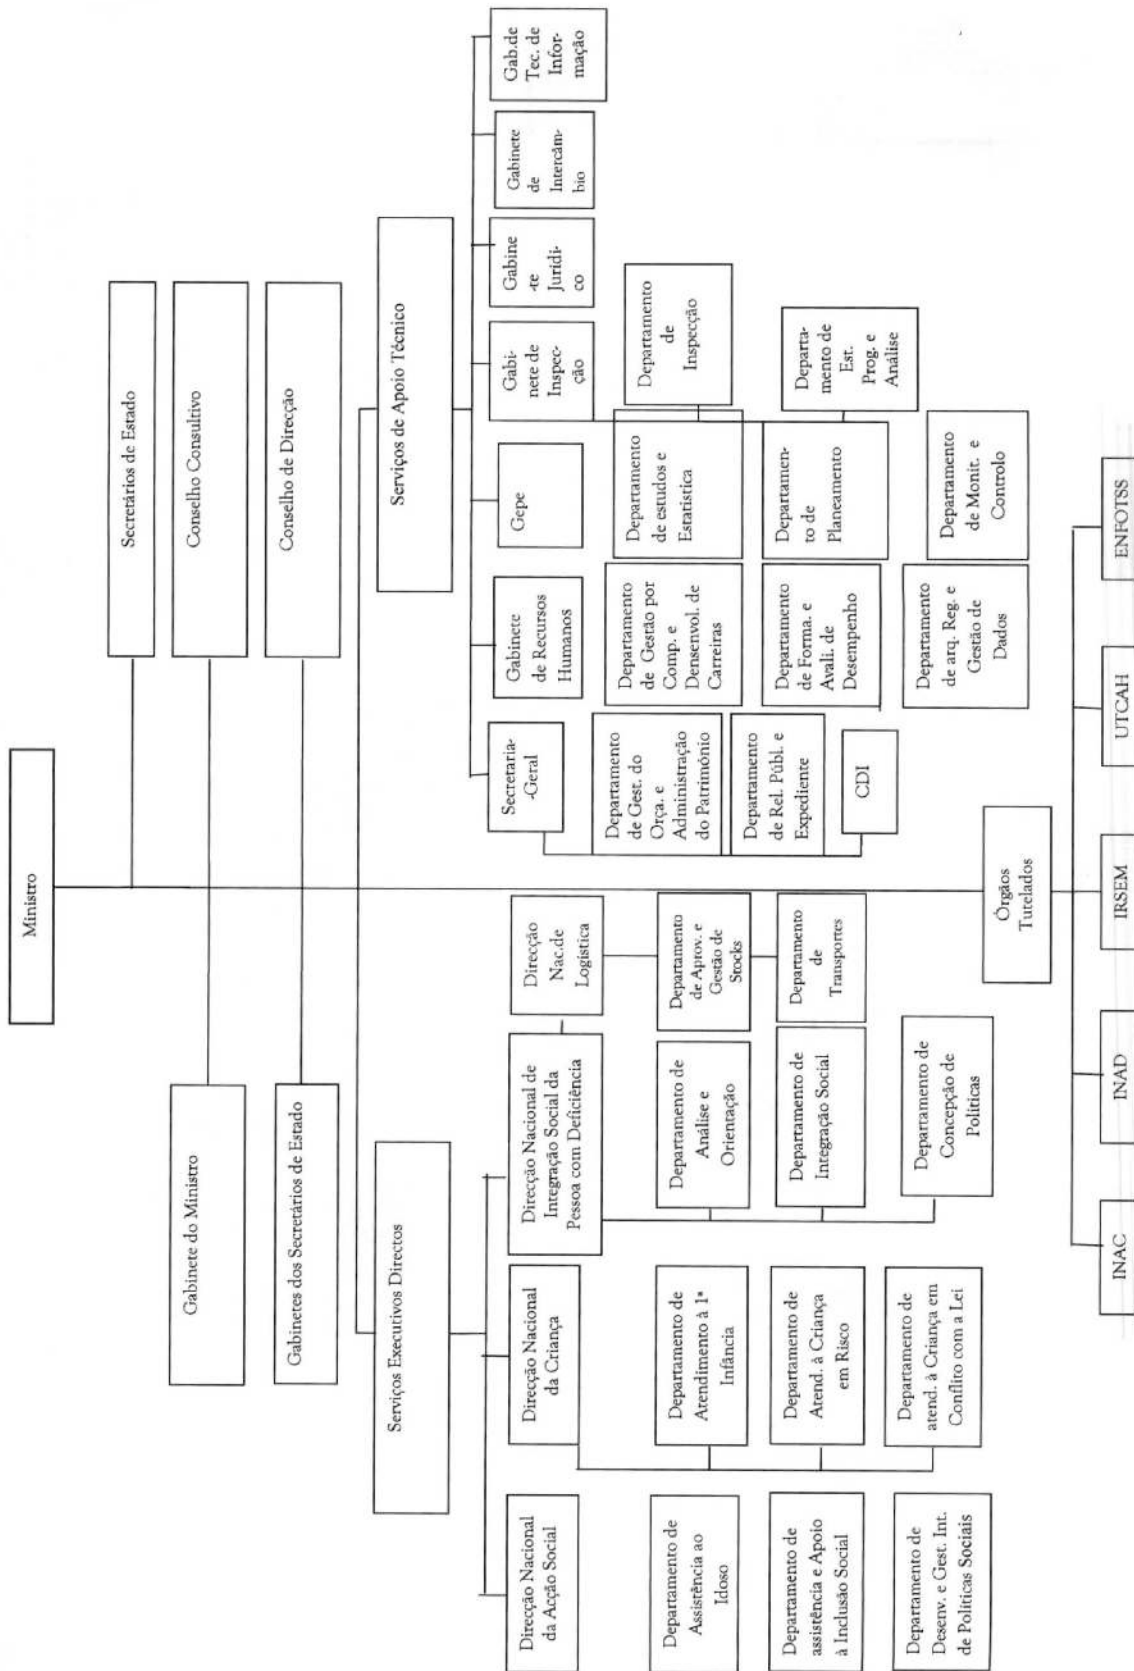 Ministro
Secretários de Estado
Gabinete do Ministro
Conselho Consultivo
Gabinetes dos Secretários de Estado
Conselho de Direcção
Serviços Executivos Directos
Serviços de Apoio Técnico
Direcção Nacional
da Acção Social
Direcção Nacional
da Criança
Direcção Nacional de
Integração Social da
Pessoa com Deficiência
Direcção
Nac.de
Logística
Secretaria-
-Geral
Gabinete
de Recursos
Humanos
Gepe
Gabi-
nete de
Inspec-
ção
Gabine
-te
Juridi-
co
Gabinete
de
Intercâm-
bio
Gab.de
Tec. de
Infor-
mação
Departamento de
Assistência ao
Idoso
Departamento de
Atendimento à 1ª
Infância
Departamento de
Análise e
Orientação
Departamento
de Aprov. e
Gestão de
Stocks
Departamento
de Gest. do
Orça. e
Administração
do Património
Departamento
de Gestão por
Comp. e
Densenvol. de
Carreiras
Departamento
de estudos e
Estatística
Departamento
de
Inspecção
Departamento de
assistência e Apoio
à Inclusão Social
Departamento de
Atend. à Criança
em Risco
Departamento de
Integração Social
Departamento
de
Transportes
Departamento
de Rel. Públ. e
Expediente
Departamento
de Forma. e
Avali. de
Desempenho
Departamen-
to de
Planeamento
Departa-
mento de
Est.
Prog. e
Análise
Departamento de
Desenv. e Gest. Int.
de Políticas Sociais
Departamento de
atend. à Criança em
Conflito com a Lei
Departamento de
Concepção de
Políticas
CDI
Departamento
de arq. Reg. e
Gestão de
Dados
Departamento
de Monit. e
Controlo
Órgãos
Tutelados
INAC
INAD
IRSEM
UTCAH
ENFOTSS